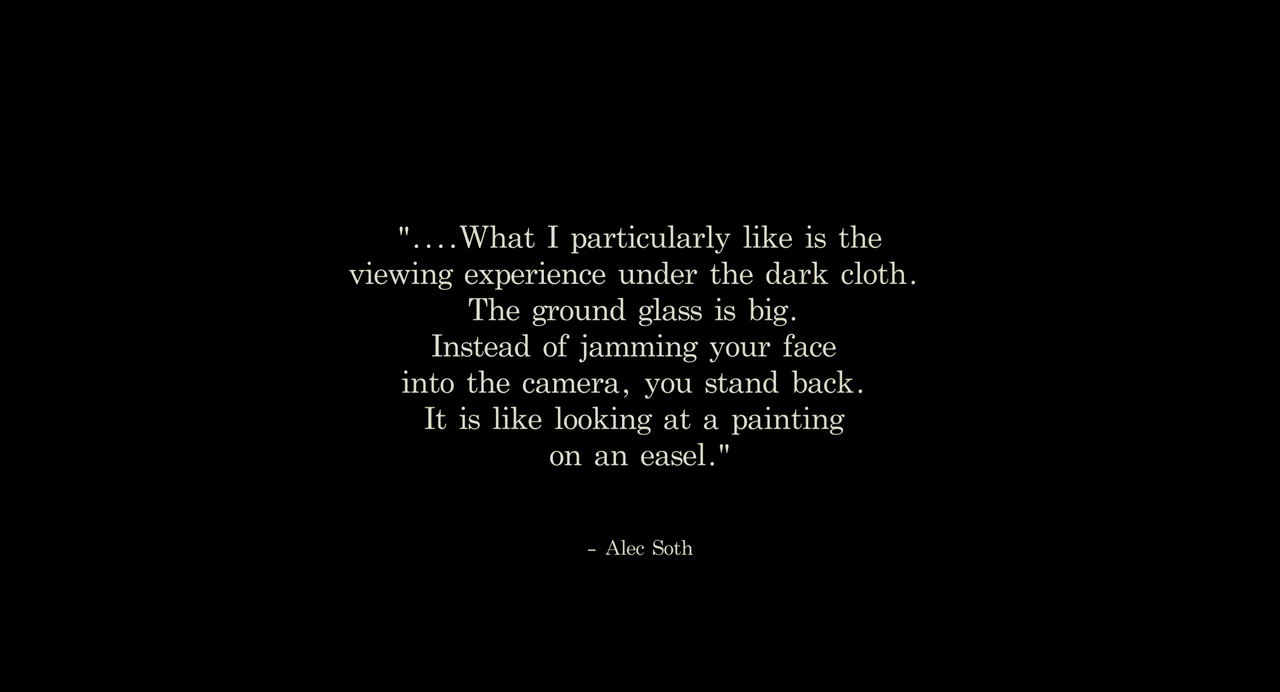 "....What I particularly like is the
viewing experience under the dark cloth.
The ground glass is big.
Instead of jamming your face
into the camera, you stand back.
It is like looking at a painting
on an easel."
- Alec Soth